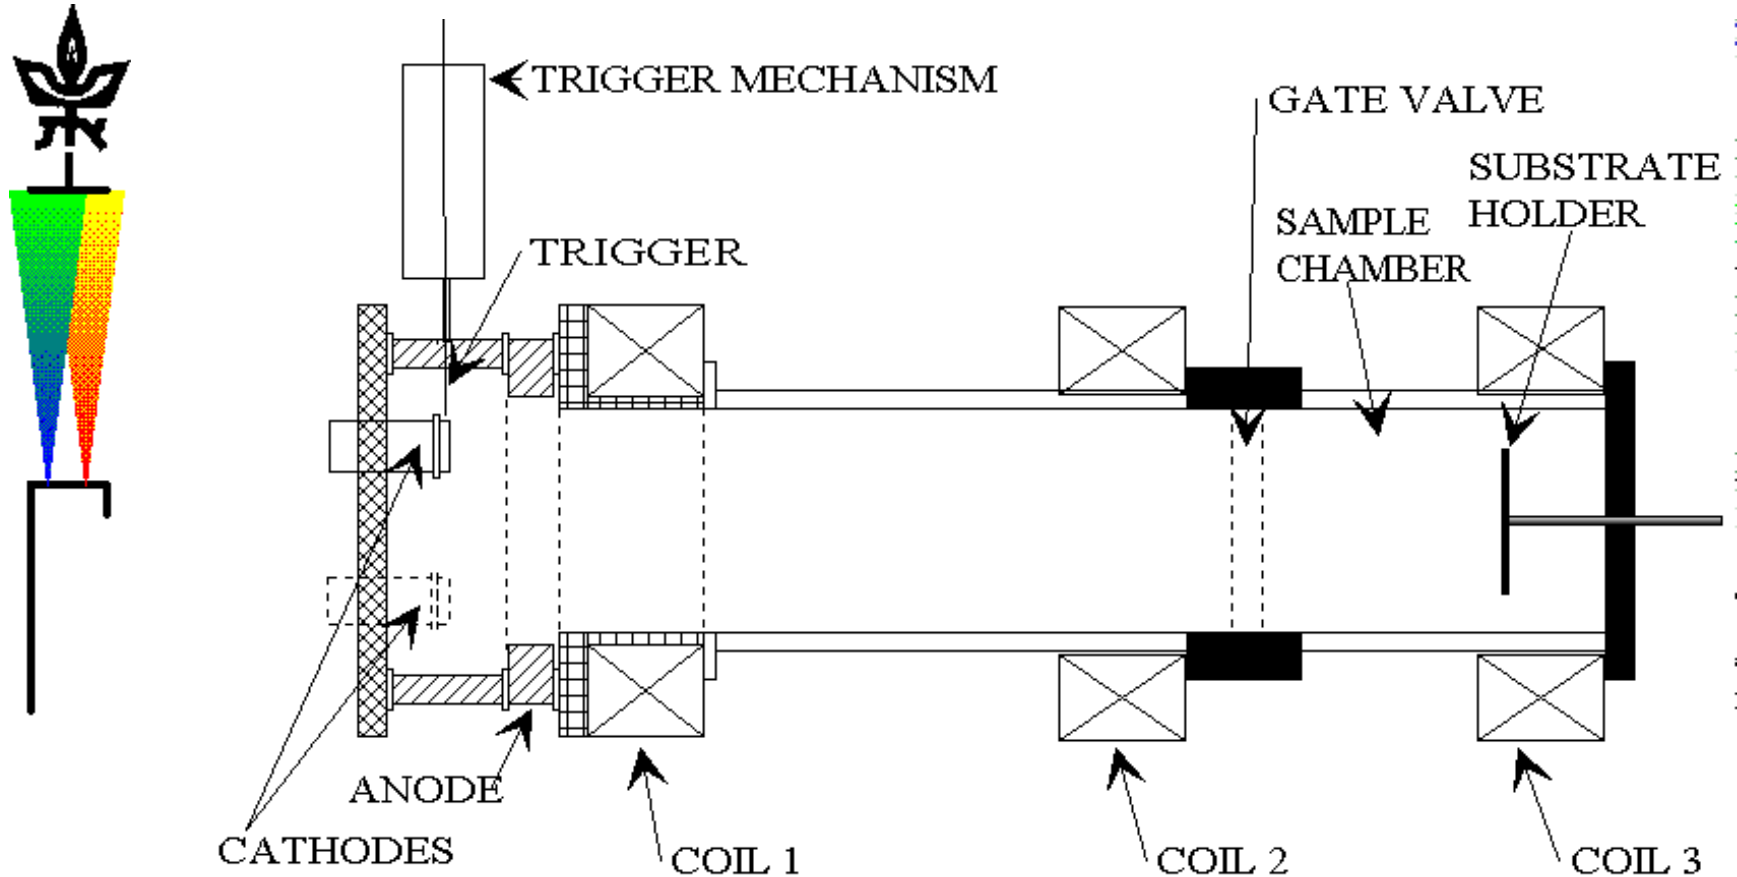 TRIGGER MECHANISM
GATE VALVE
SUBSTRATE
HOLDER
SAMPLE
CHAMBER
TRIGGER
ANODE
CATHODES
COIL 1
COIL 2
COIL 3